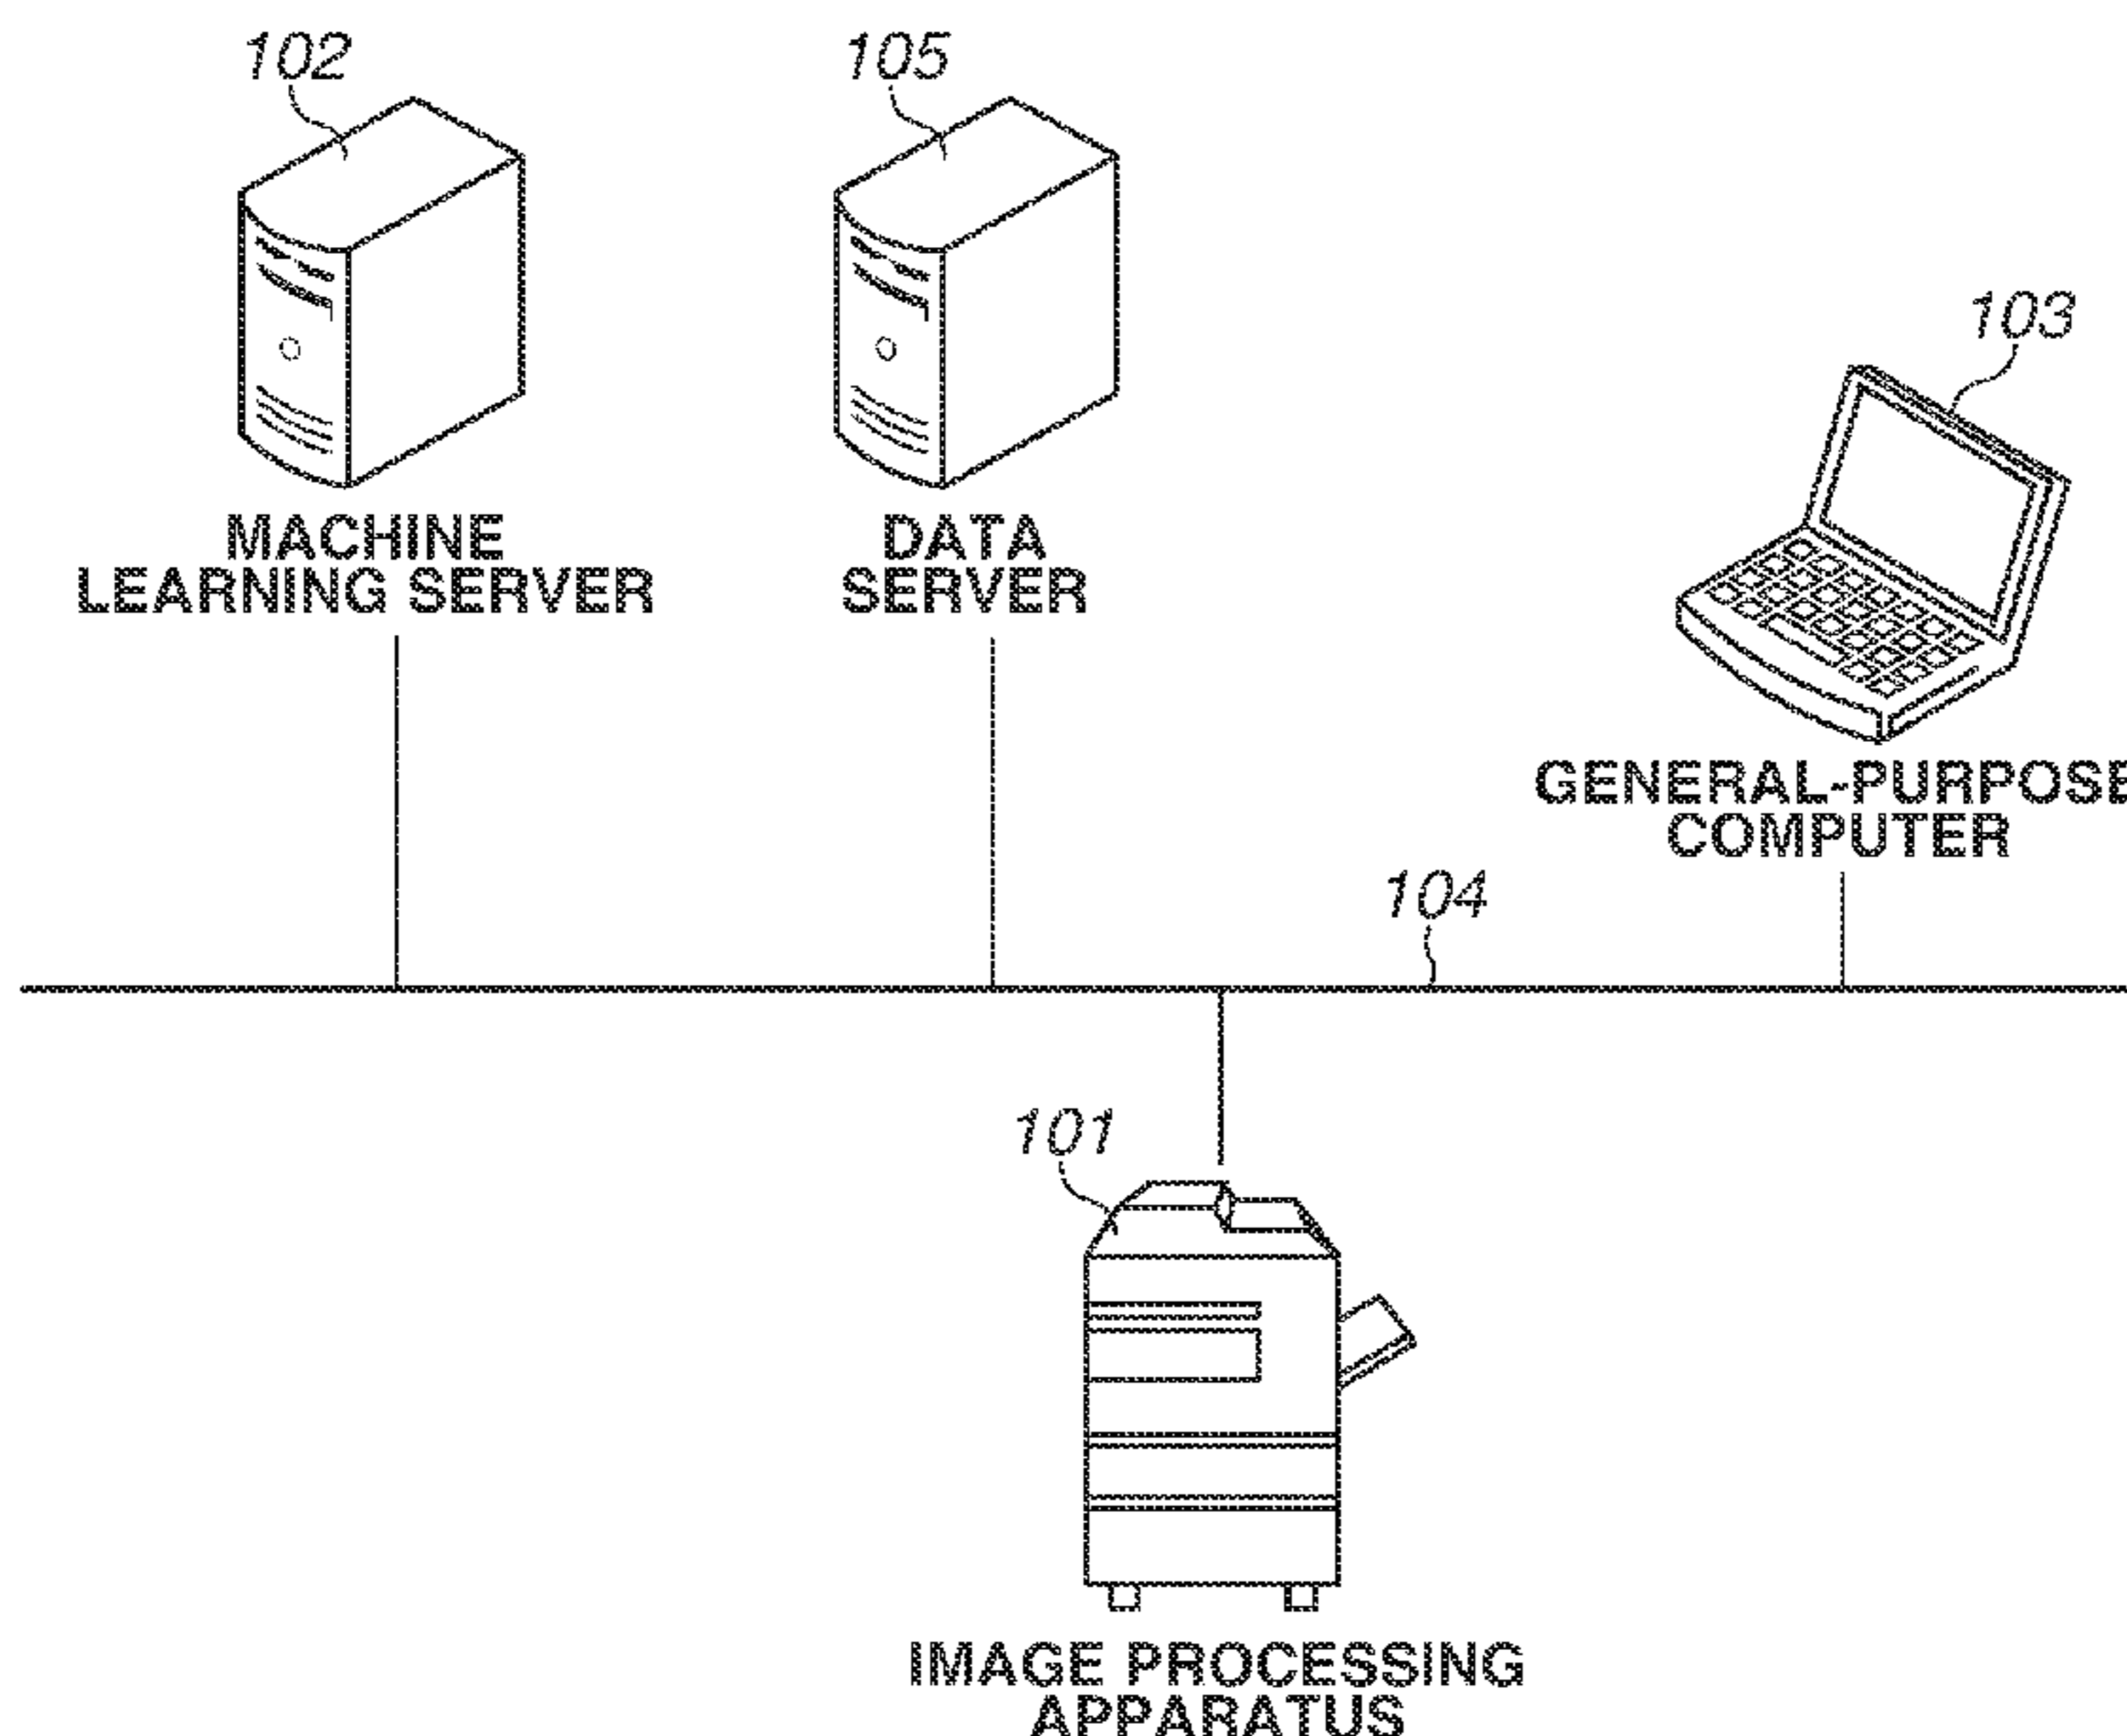 102
105
103
MACHINE
LEARNING SERVER
DATA
SERVER
GENERAL-PURPOSE
COMPUTER
104
101
IMAGE PROCESSING
APPARATUS